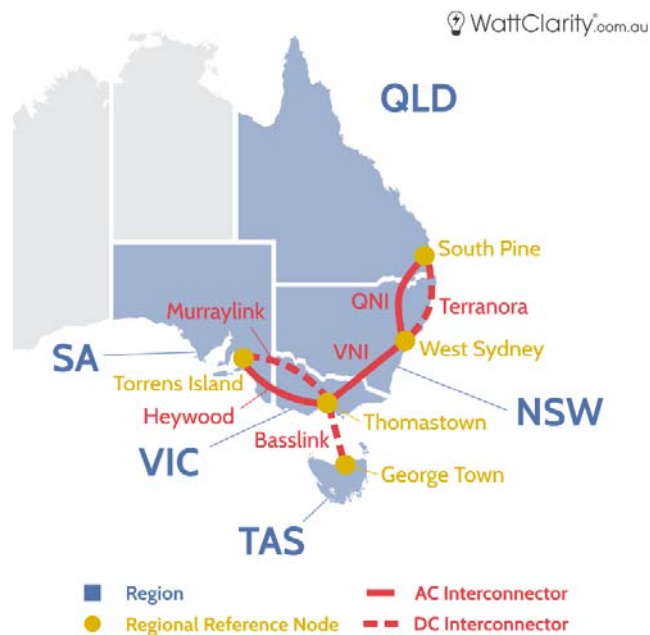 WattClarity®.com.au
QLD
South Pine
QNI
Terranora
Murraylink
VNI
West Sydney
SA
Torrens Island
Heywood
NSW
Thomastown
VIC
Basslink
George Town
TAS
Region
AC Interconnector
Regional Reference Node
DC Interconnector